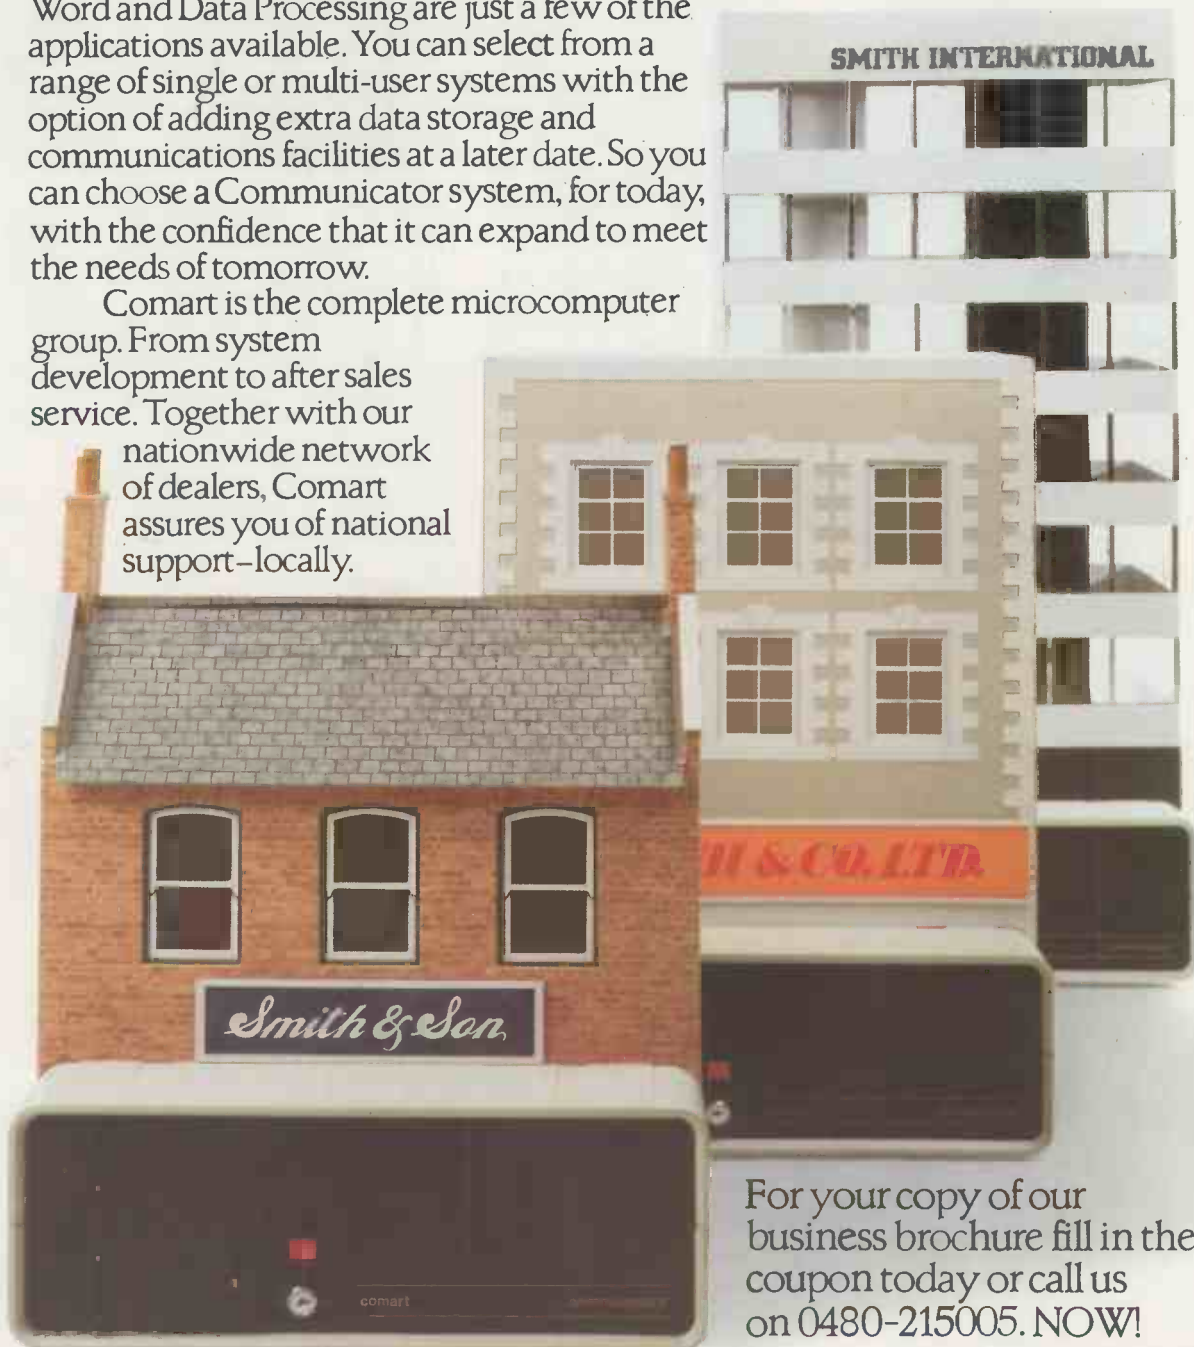 Word and Data Processing are just a few of the
applications available. You can select from a
range of single or multi-user systems with the
option of adding extra data storage and
communications facilities at a later date. So you
can choose a Communicator system, for today,
with the confidence that it can expand to meet
the needs of tomorrow.
Comart is the complete microcomputer
group. From system
development to after sales
service. Together with our
nationwide network
of dealers, Comart
assures you of national
support–locally.
SMITH INTERNATIONAL
H & CO. LTD.
Smith & Son
comart
For your copy of our
business brochure fill in the
coupon today or call us
on 0480-215005. NOW!